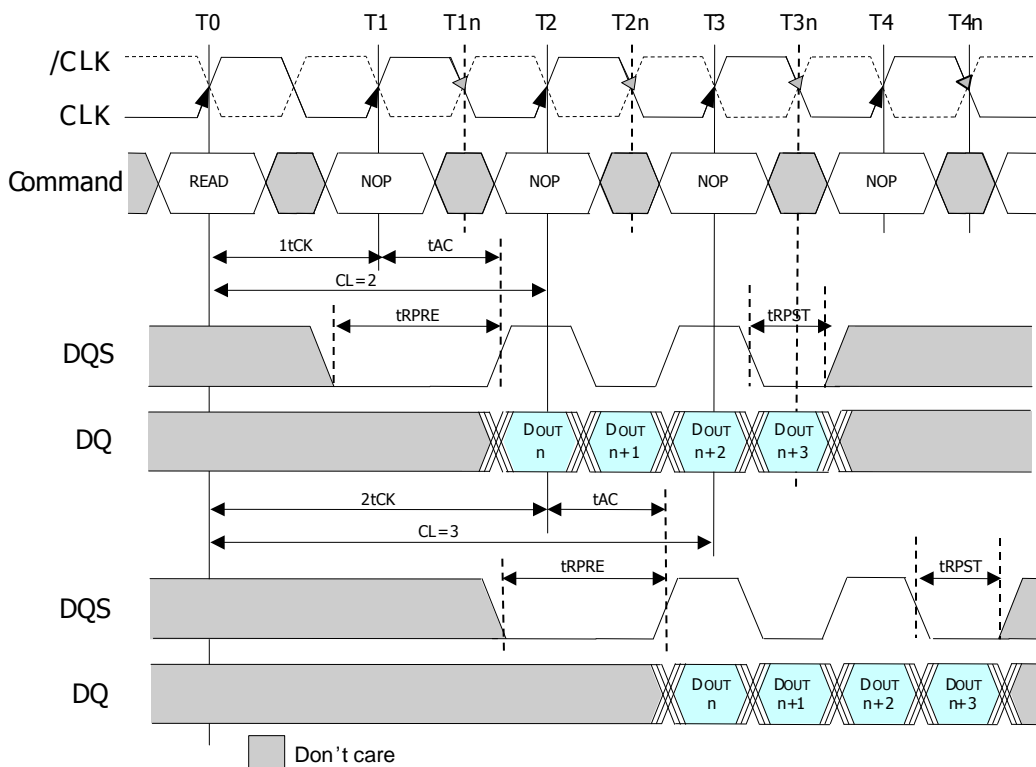 T0 T1 T1n T2 T2n T3 T3n T4 T4n
/CLK
CLK
Command READ NOP NOP NOP NOP
1tCK tAC
CL=2
tRPRE tRPST
DQS
DQ DOUT n DOUT n+1 DOUT n+2 DOUT n+3
2tCK tAC
CL=3
tRPRE tRPST
DQS
DQ DOUT n DOUT n+1 DOUT n+2 DOUT n+3
Don't care